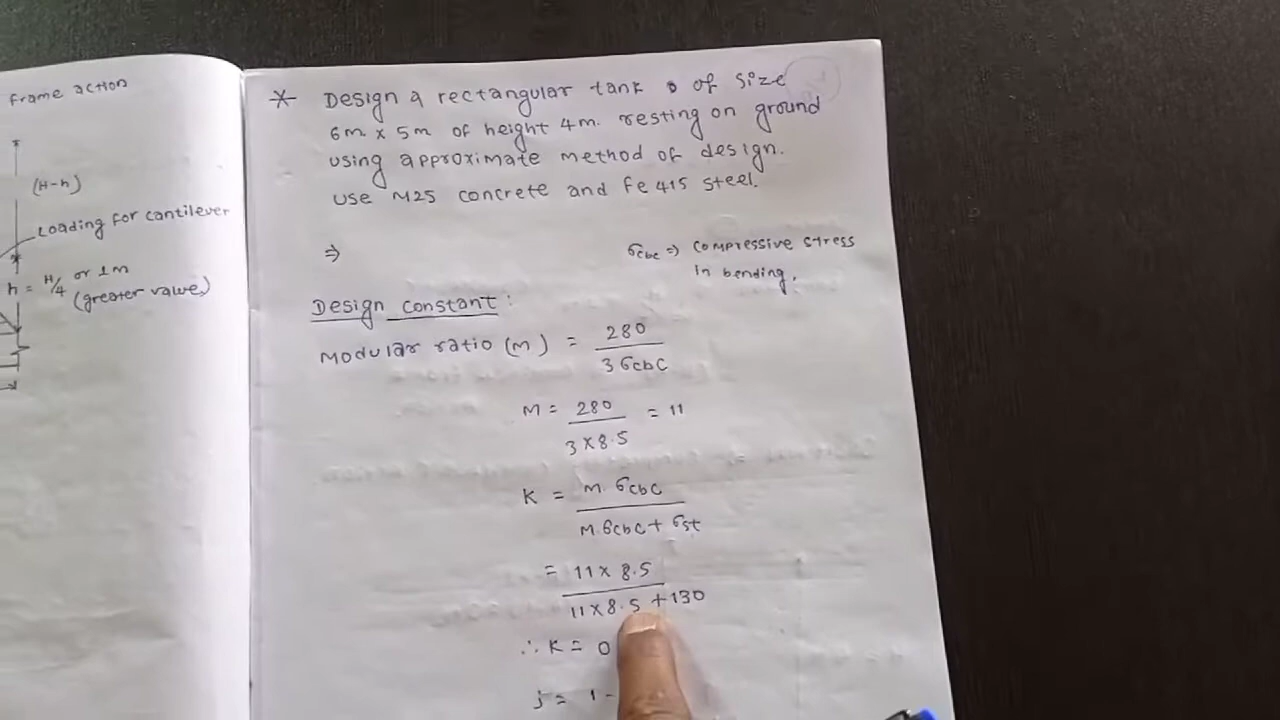 Frame action
(H-h)
Loading for cantilever
h = H/4 or 1m
(greater value)
* Design a rectangular tank of size
6m x 5m of height 4m. resting on ground
using approximate method of design.
Use M25 concrete and Fe 415 steel.
⇒
σcbc ⇒ compressive stress
in bending.
Design constant :
Modular ratio (m) = 280
3 σcbc
M = 280 = 11
3 x 8.5
K = m. σcbc
m. σcbc + σst
= 11 x 8.5
11 x 8.5 + 130
∴ K = 0
j = 1 -